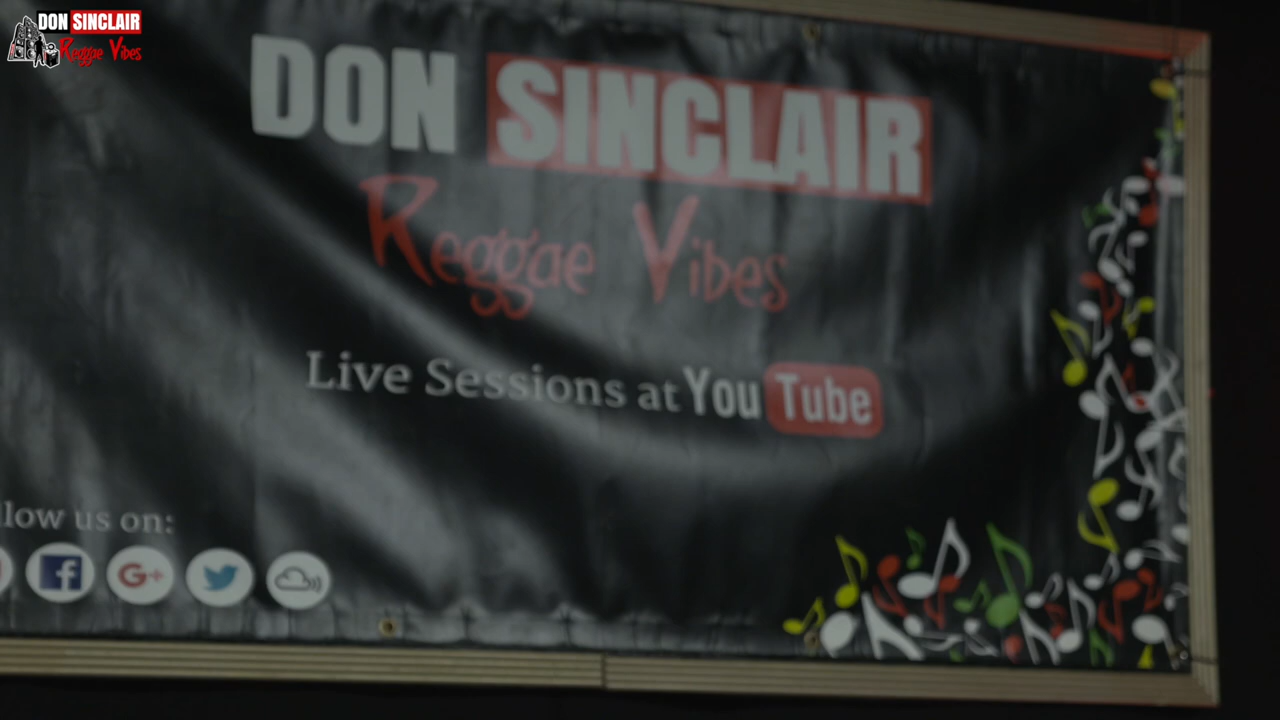 DON SINCLAIR
Reggae Vibes
DON SINCLAIR
Reggae Vibes
Live Sessions at YouTube
llow us on:
f G+